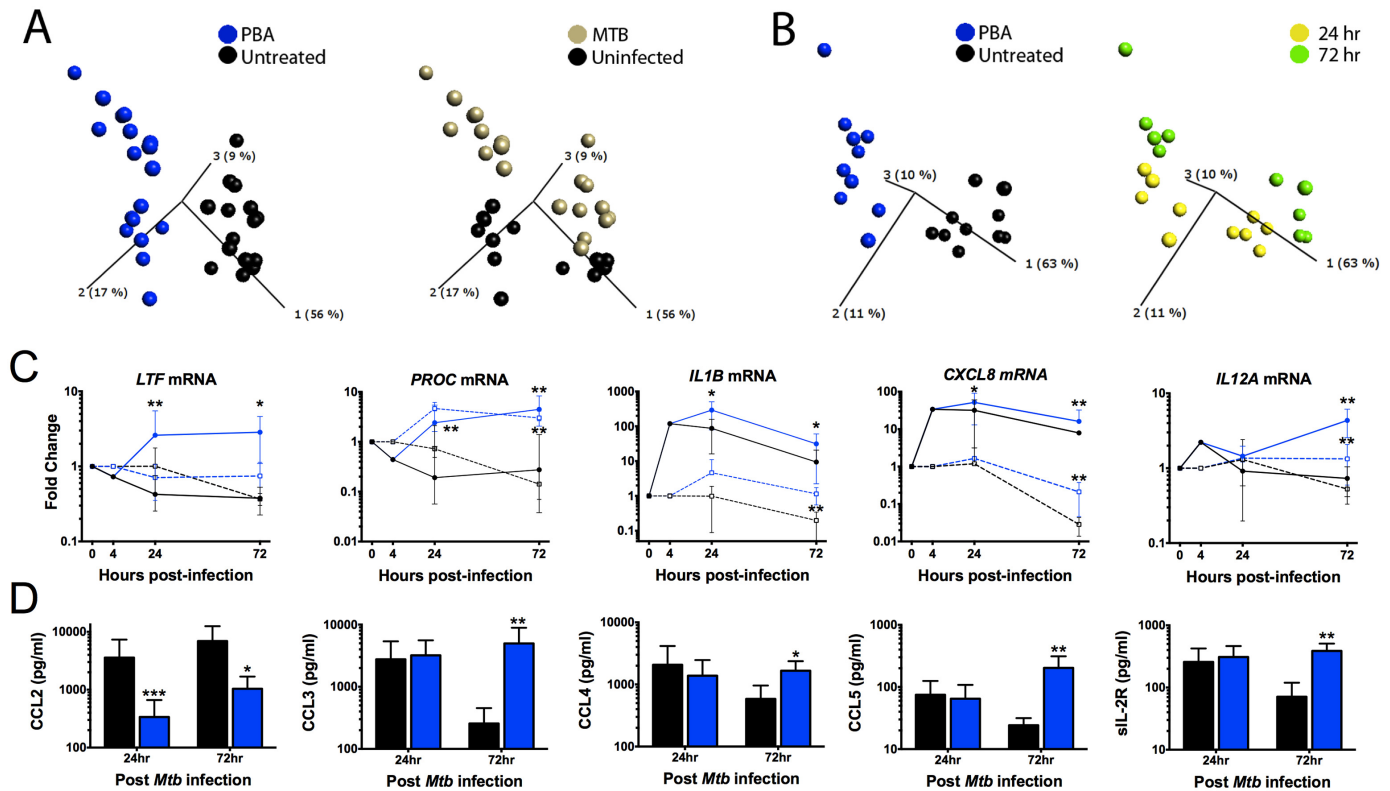 A
PBA
Untreated
MTB
Uninfected
3 (9 %)
2 (17 %)
1 (56 %)
3 (9 %)
2 (17 %)
1 (56 %)
B
PBA
Untreated
24 hr
72 hr
3 (10 %)
1 (63 %)
2 (11 %)
3 (10 %)
1 (63 %)
2 (11 %)
C
LTF mRNA
Fold Change
10
1
0.1
**
*
0 4 24 72
Hours post-infection
PROC mRNA
10
1
0.1
0.01
**
**
**
0 4 24 72
Hours post-infection
IL1B mRNA
1000
100
10
1
0.1
*
*
**
0 4 24 72
Hours post-infection
CXCL8 mRNA
100
10
1
0.1
0.01
*
**
**
0 4 24 72
Hours post-infection
IL12A mRNA
10
1
0.1
**
**
0 4 24 72
Hours post-infection
D
CCL2 (pg/ml)
10000
1000
100
***
*
24hr 72hr
Post Mtb infection
CCL3 (pg/ml)
10000
1000
100
**
24hr 72hr
Post Mtb infection
CCL4 (pg/ml)
10000
1000
100
*
24hr 72hr
Post Mtb infection
CCL5 (pg/ml)
1000
100
10
**
24hr 72hr
Post Mtb infection
sIL-2R (pg/ml)
1000
100
10
**
24hr 72hr
Post Mtb infection